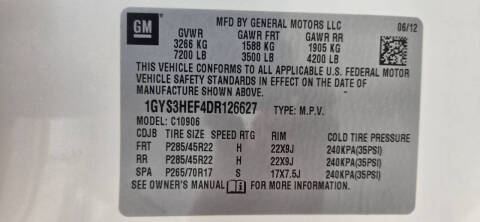 GM
MFD BY GENERAL MOTORS LLC
06/12
GVWR GAWR FRT GAWR RR
3266 KG 1588 KG 1905 KG
7200 LB 3500 LB 4200 LB
THIS VEHICLE CONFORMS TO ALL APPLICABLE U.S. FEDERAL MOTOR
VEHICLE SAFETY STANDARDS IN EFFECT ON THE DATE OF
MANUFACTURE SHOWN ABOVE.
1GYS3HEF4DR126627 TYPE: M.P.V.
MODEL: C10906
CDJB TIRE SIZE SPEED RTG RIM COLD TIRE PRESSURE
FRT P285/45R22 H 22X9J 240KPA(35PSI)
RR P285/45R22 H 22X9J 240KPA(35PSI)
SPA P265/70R17 S 17X7.5J 240KPA(35PSI)
SEE OWNER'S MANUAL FOR MORE INFORMATION.